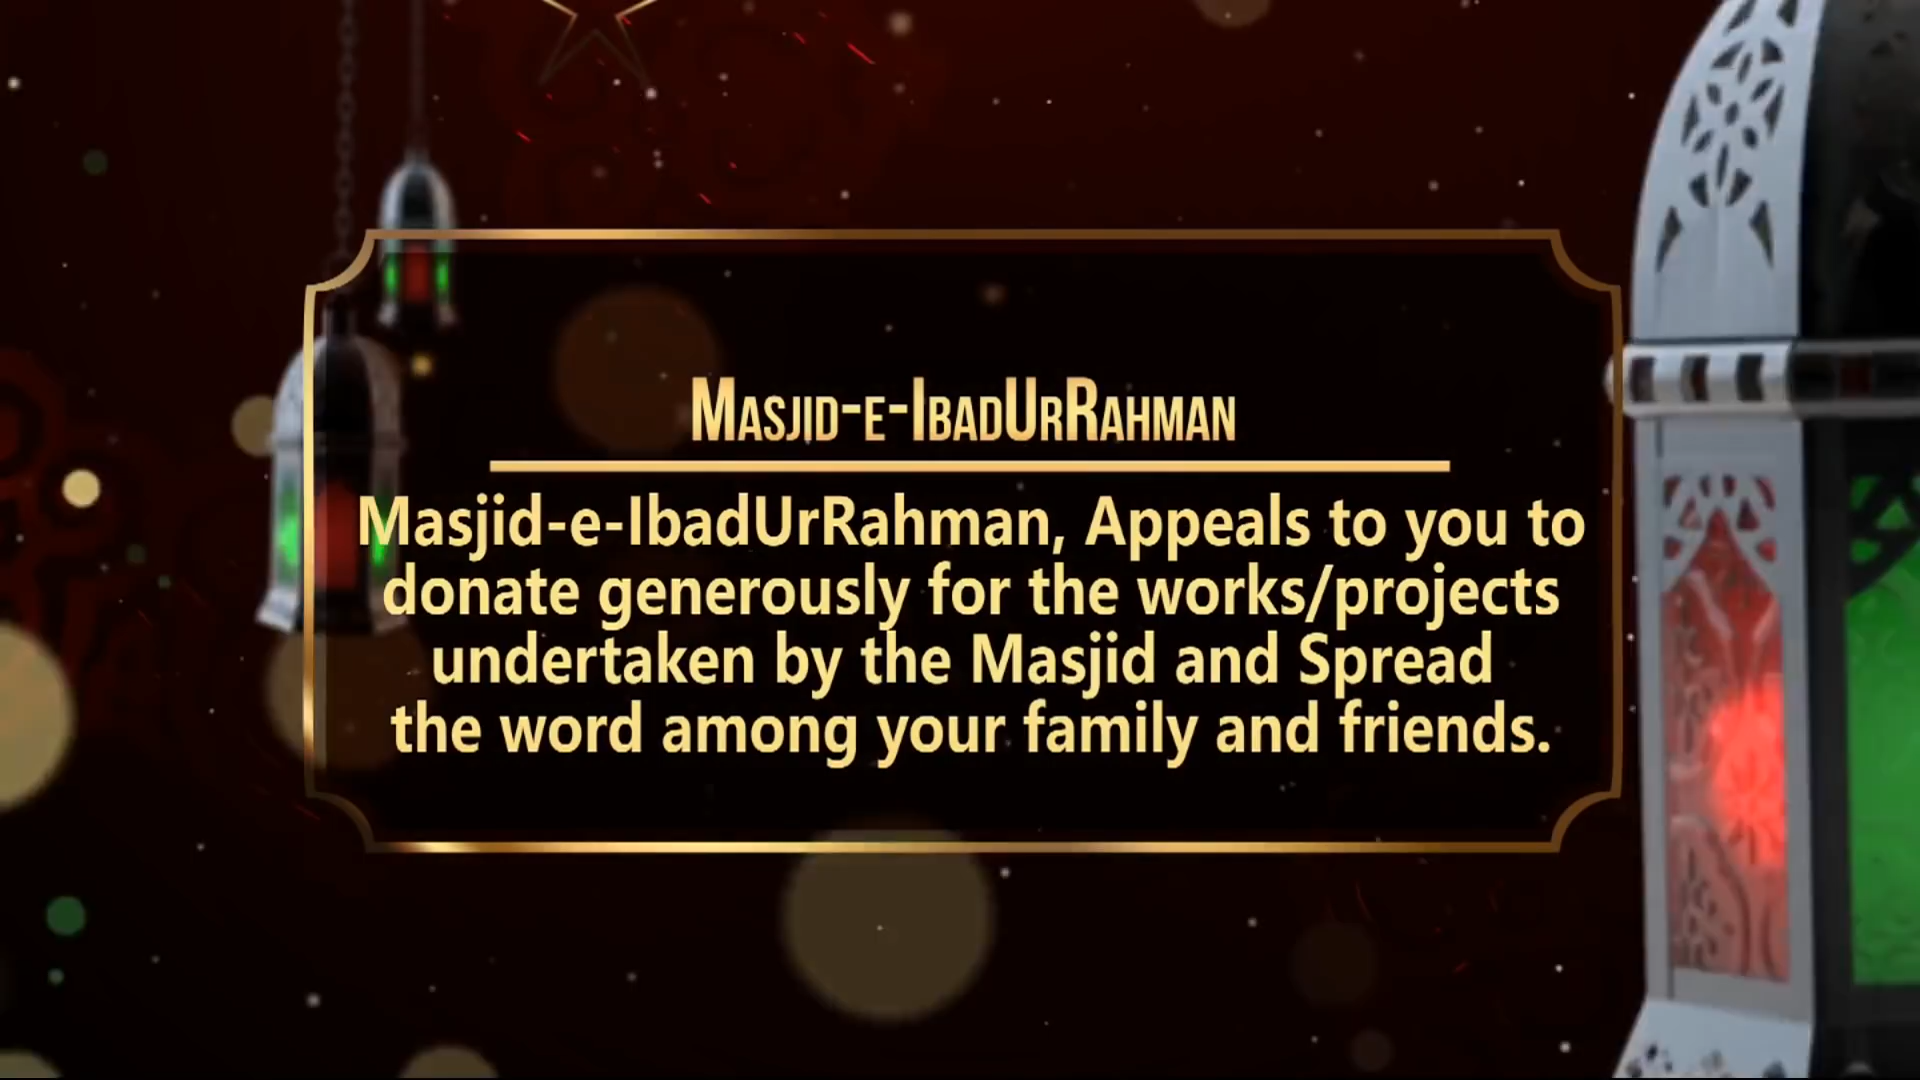 Masjid-e-IbadUrRahman
Masjid-e-IbadUrRahman, Appeals to you to
donate generously for the works/projects
undertaken by the Masjid and Spread
the word among your family and friends.